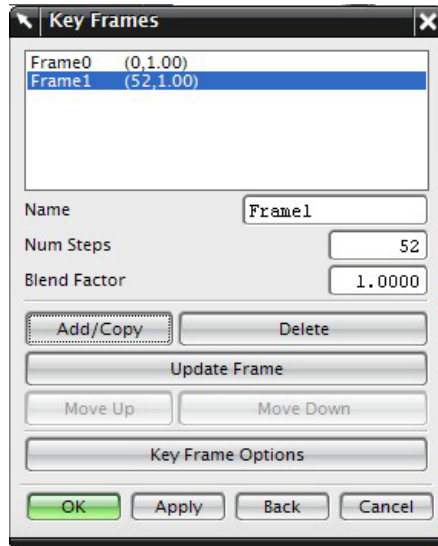 Key Frames
Frame0 (0,1.00)
Frame1 (52,1.00)
Name Frame1
Num Steps 52
Blend Factor 1.0000
Add/Copy Delete
Update Frame
Move Up Move Down
Key Frame Options
OK Apply Back Cancel